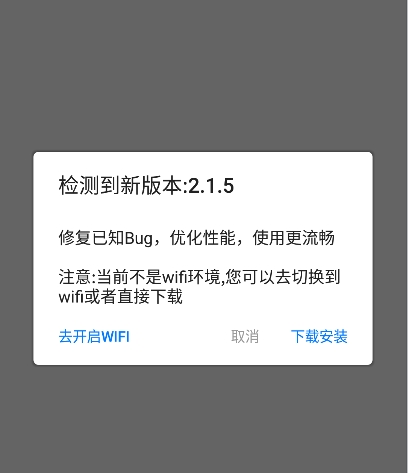 检测到新版本:2.1.5
修复已知Bug，优化性能，使用更流畅
注意:当前不是wifi环境,您可以去切换到
wifi或者直接下载
去开启WIFI
取消
下载安装